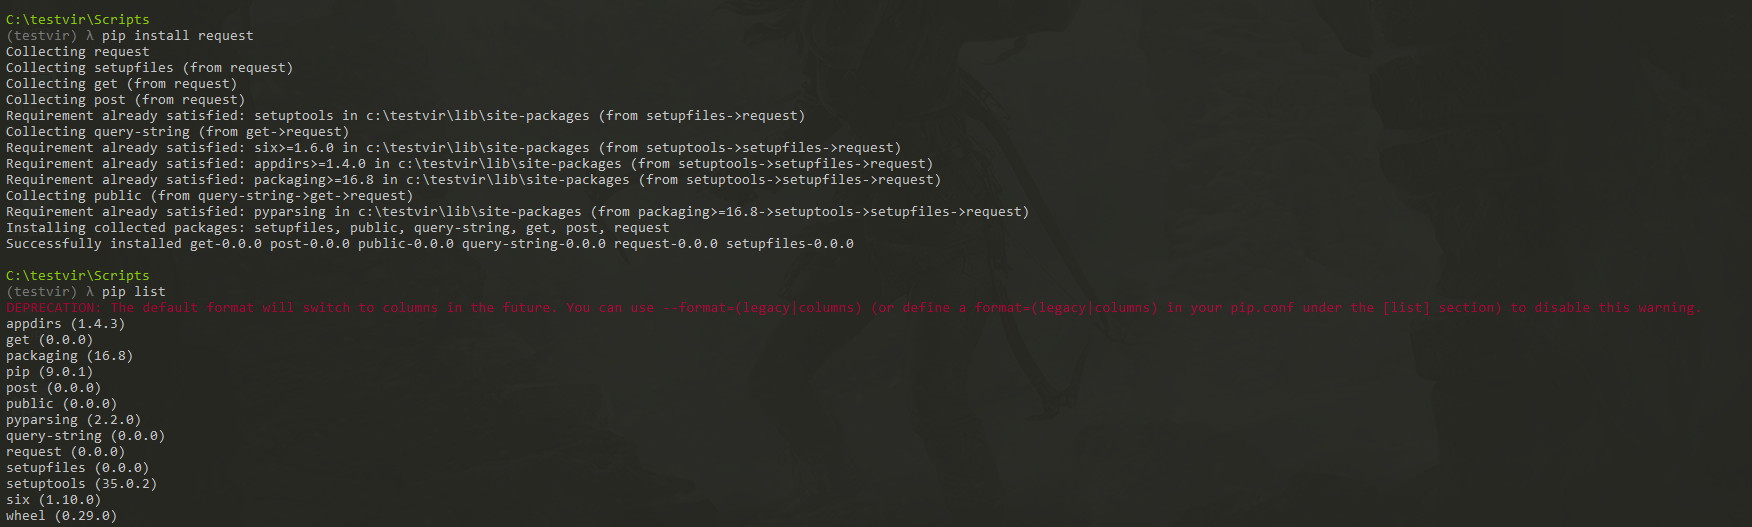 C:\testvir\Scripts
(testvir) λ pip install request
Collecting request
Collecting setupfiles (from request)
Collecting get (from request)
Collecting post (from request)
Requirement already satisfied: setuptools in c:\testvir\lib\site-packages (from setupfiles->request)
Collecting query-string (from get->request)
Requirement already satisfied: six>=1.6.0 in c:\testvir\lib\site-packages (from setuptools->setupfiles->request)
Requirement already satisfied: appdirs>=1.4.0 in c:\testvir\lib\site-packages (from setuptools->setupfiles->request)
Requirement already satisfied: packaging>=16.8 in c:\testvir\lib\site-packages (from setuptools->setupfiles->request)
Collecting public (from query-string->get->request)
Requirement already satisfied: pyparsing in c:\testvir\lib\site-packages (from packaging>=16.8->setuptools->setupfiles->request)
Installing collected packages: setupfiles, public, query-string, get, post, request
Successfully installed get-0.0.0 post-0.0.0 public-0.0.0 query-string-0.0.0 request-0.0.0 setupfiles-0.0.0
C:\testvir\Scripts
(testvir) λ pip list
DEPRECATION: The default format will switch to columns in the future. You can use --format=(legacy|columns) (or define a format=(legacy|columns) in your pip.conf under the [list] section) to disable this warning.
appdirs (1.4.3)
get (0.0.0)
packaging (16.8)
pip (9.0.1)
post (0.0.0)
public (0.0.0)
pyparsing (2.2.0)
query-string (0.0.0)
request (0.0.0)
setupfiles (0.0.0)
setuptools (35.0.2)
six (1.10.0)
wheel (0.29.0)